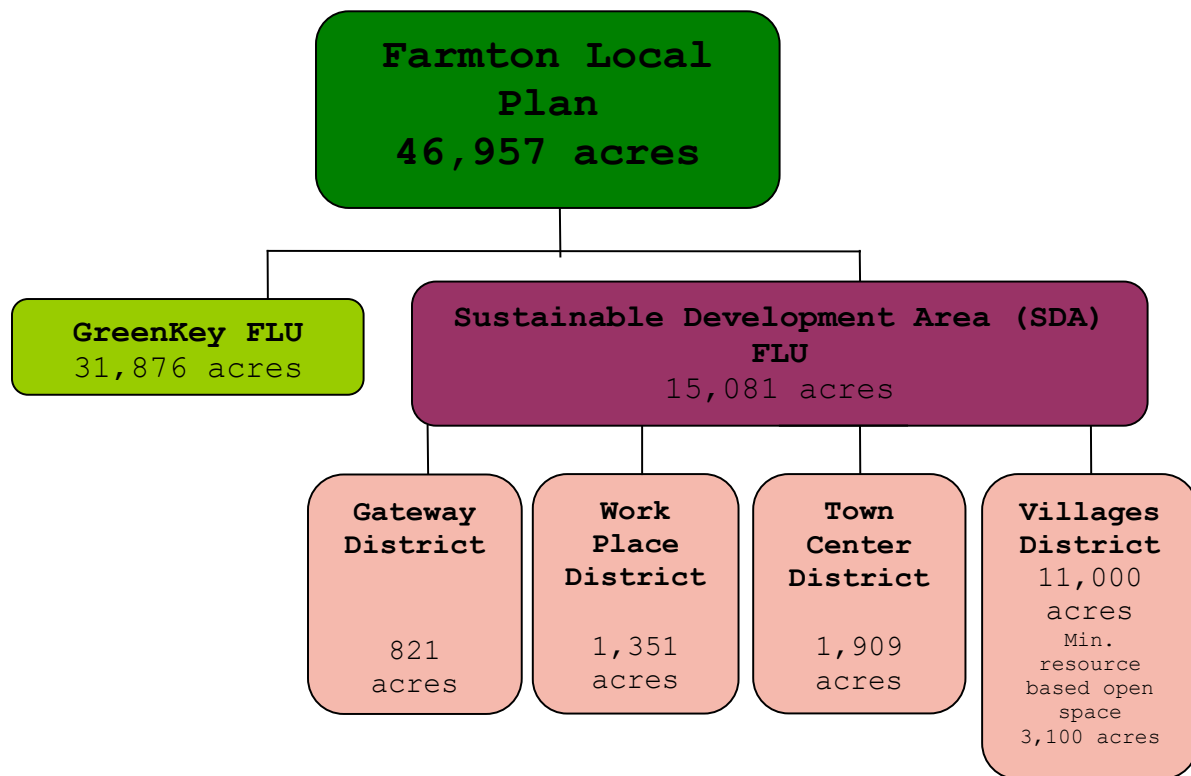 Farmton Local
Plan
46,957 acres
GreenKey FLU
31,876 acres
Sustainable Development Area (SDA)
FLU
15,081 acres
Gateway
District
821
acres
Work
Place
District
1,351
acres
Town
Center
District
1,909
acres
Villages
District
11,000
acres
Min.
resource
based open
space
3,100 acres